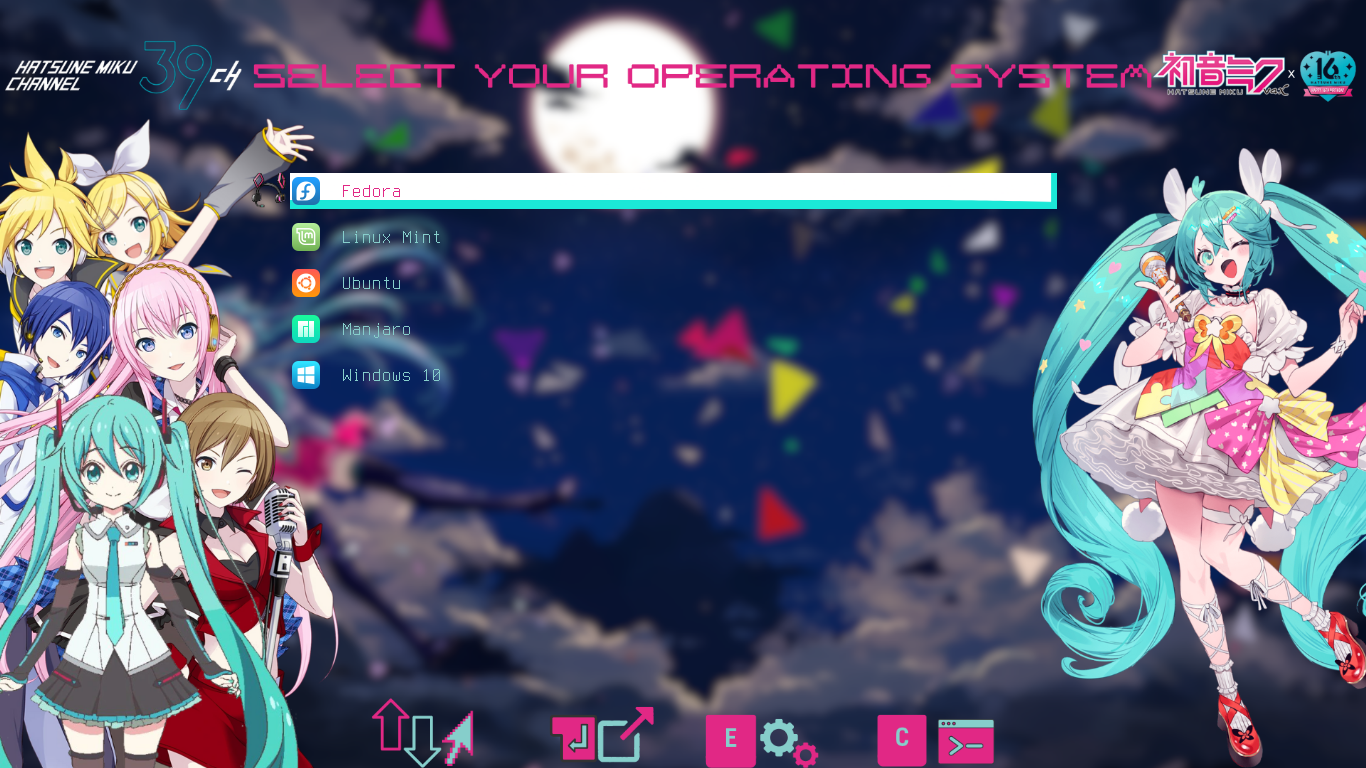 HATSUNE MIKU
CHANNEL
39ch
SELECT YOUR OPERATING SYSTEM
初音ミク
HATSUNE MIKU
x
16th
Fedora
Linux Mint
Ubuntu
Manjaro
Windows 10
E
C
>-